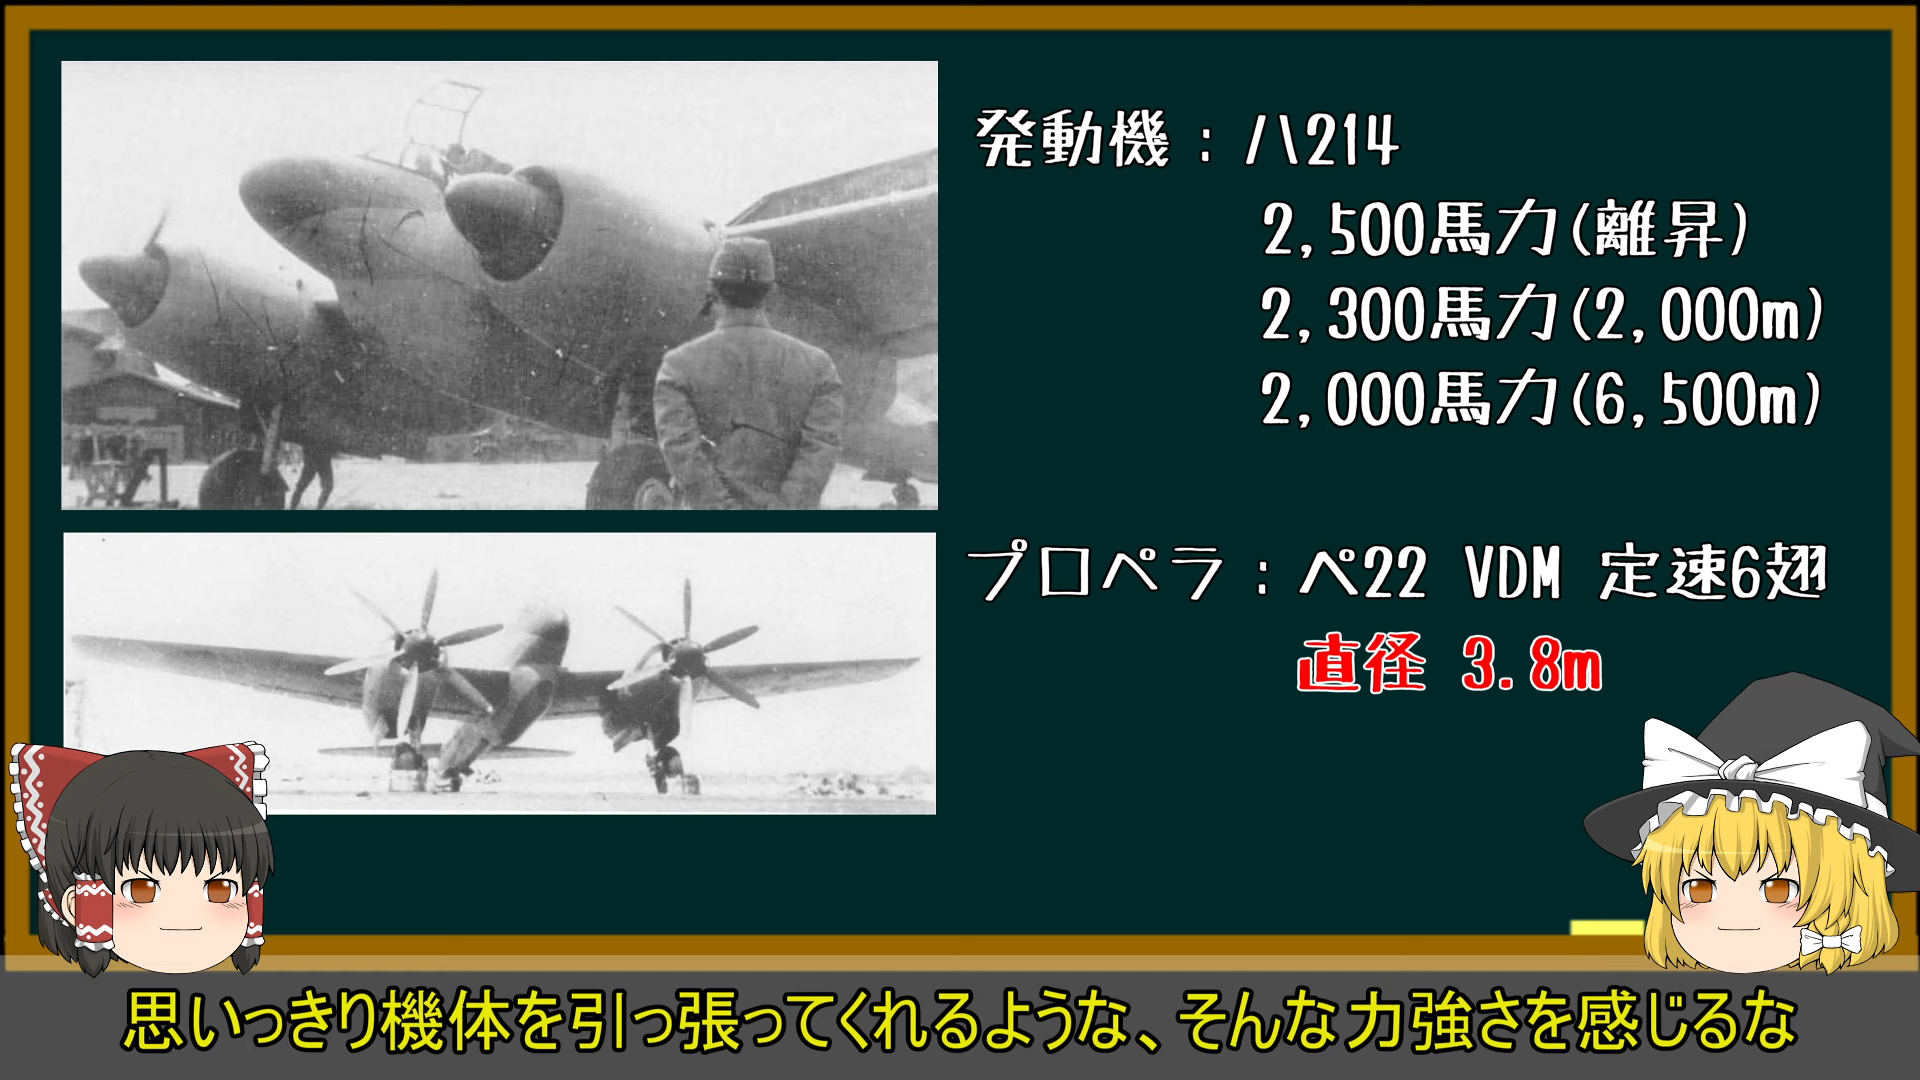 発動機：ハ214
2,500馬力(離昇)
2,300馬力(2,000m)
2,000馬力(6,500m)
プロペラ：ペ22 VDM 定速6翅
直径 3.8m
思いっきり機体を引っ張ってくれるような、そんな力強さを感じるな